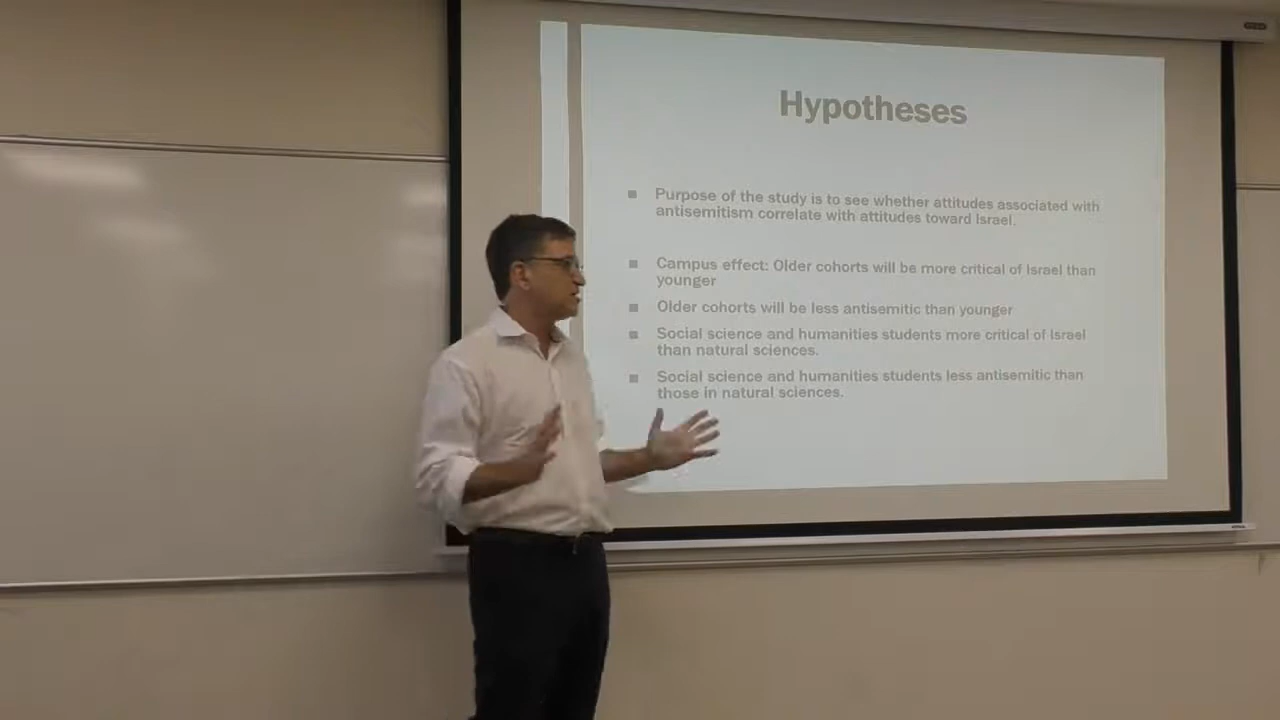 Hypotheses
Purpose of the study is to see whether attitudes associated with
antisemitism correlate with attitudes toward Israel.
Campus effect: Older cohorts will be more critical of Israel than
younger
Older cohorts will be less antisemitic than younger
Social science and humanities students more critical of Israel
than natural sciences.
Social science and humanities students less antisemitic than
those in natural sciences.